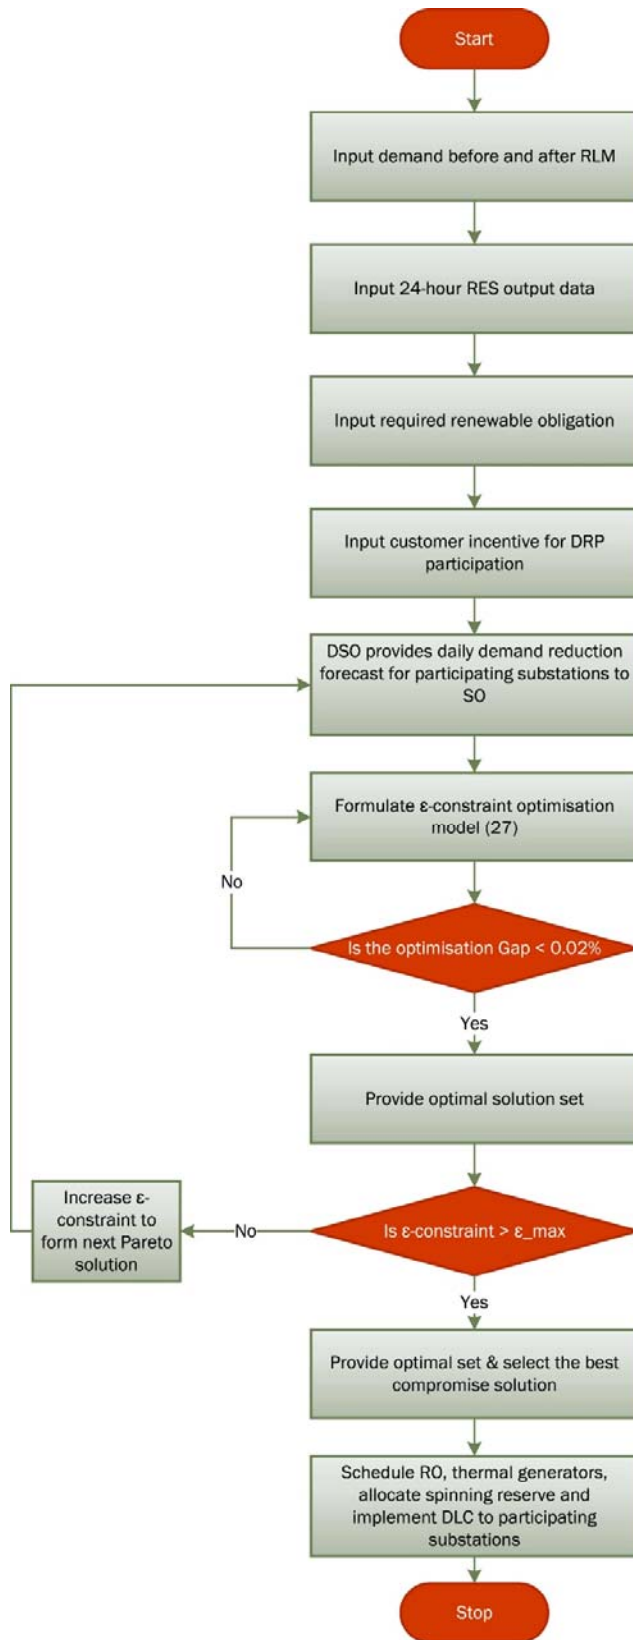 Start
Input demand before and after RLM
Input 24-hour RES output data
Input required renewable obligation
Input customer incentive for DRP
participation
DSO provides daily demand reduction
forecast for participating substations to
SO
Formulate ε-constraint optimisation
model (27)
No
Is the optimisation Gap < 0.02%
Yes
Provide optimal solution set
Increase ε-
constraint to
form next Pareto
solution
No
Is ε-constraint > ε_max
Yes
Provide optimal set & select the best
compromise solution
Schedule RO, thermal generators,
allocate spinning reserve and
implement DLC to participating
substations
Stop